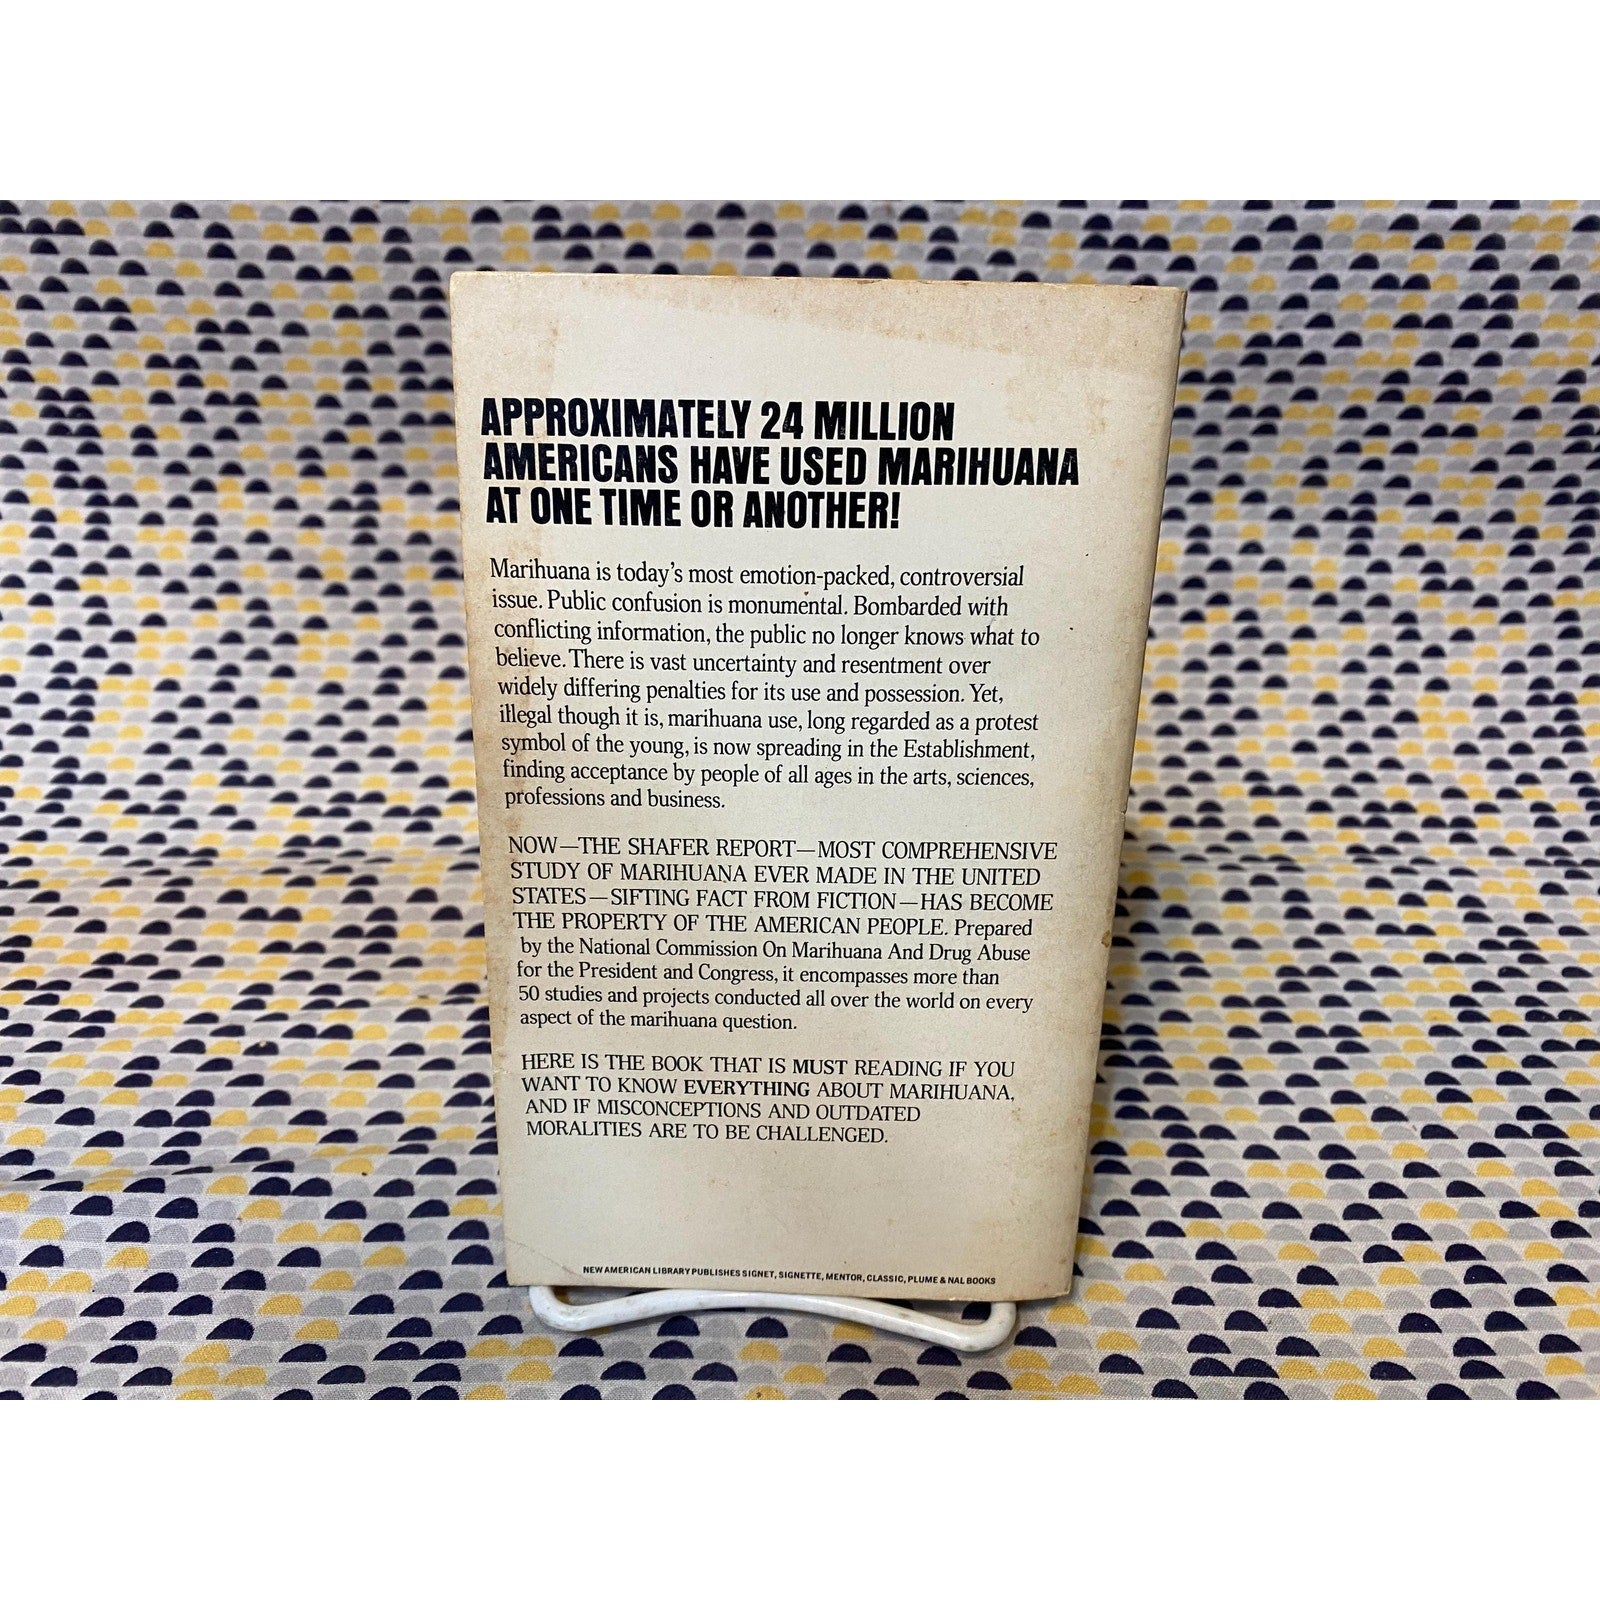 APPROXIMATELY 24 MILLION
AMERICANS HAVE USED MARIHUANA
AT ONE TIME OR ANOTHER!
Marihuana is today's most emotion-packed, controversial
issue. Public confusion is monumental. Bombarded with
conflicting information, the public no longer knows what to
believe. There is vast uncertainty and resentment over
widely differing penalties for its use and possession. Yet,
illegal though it is, marihuana use, long regarded as a protest
symbol of the young, is now spreading in the Establishment,
finding acceptance by people of all ages in the arts, sciences,
professions and business.
NOW—THE SHAFER REPORT—MOST COMPREHENSIVE
STUDY OF MARIHUANA EVER MADE IN THE UNITED
STATES—SIFTING FACT FROM FICTION—HAS BECOME
THE PROPERTY OF THE AMERICAN PEOPLE. Prepared
by the National Commission On Marihuana And Drug Abuse
for the President and Congress, it encompasses more than
50 studies and projects conducted all over the world on every
aspect of the marihuana question.
HERE IS THE BOOK THAT IS MUST READING IF YOU
WANT TO KNOW EVERYTHING ABOUT MARIHUANA,
AND IF MISCONCEPTIONS AND OUTDATED
MORALITIES ARE TO BE CHALLENGED.
NEW AMERICAN LIBRARY PUBLISHES SIGNET, SIGNETTE, MENTOR, CLASSIC, PLUME & NAL BOOKS